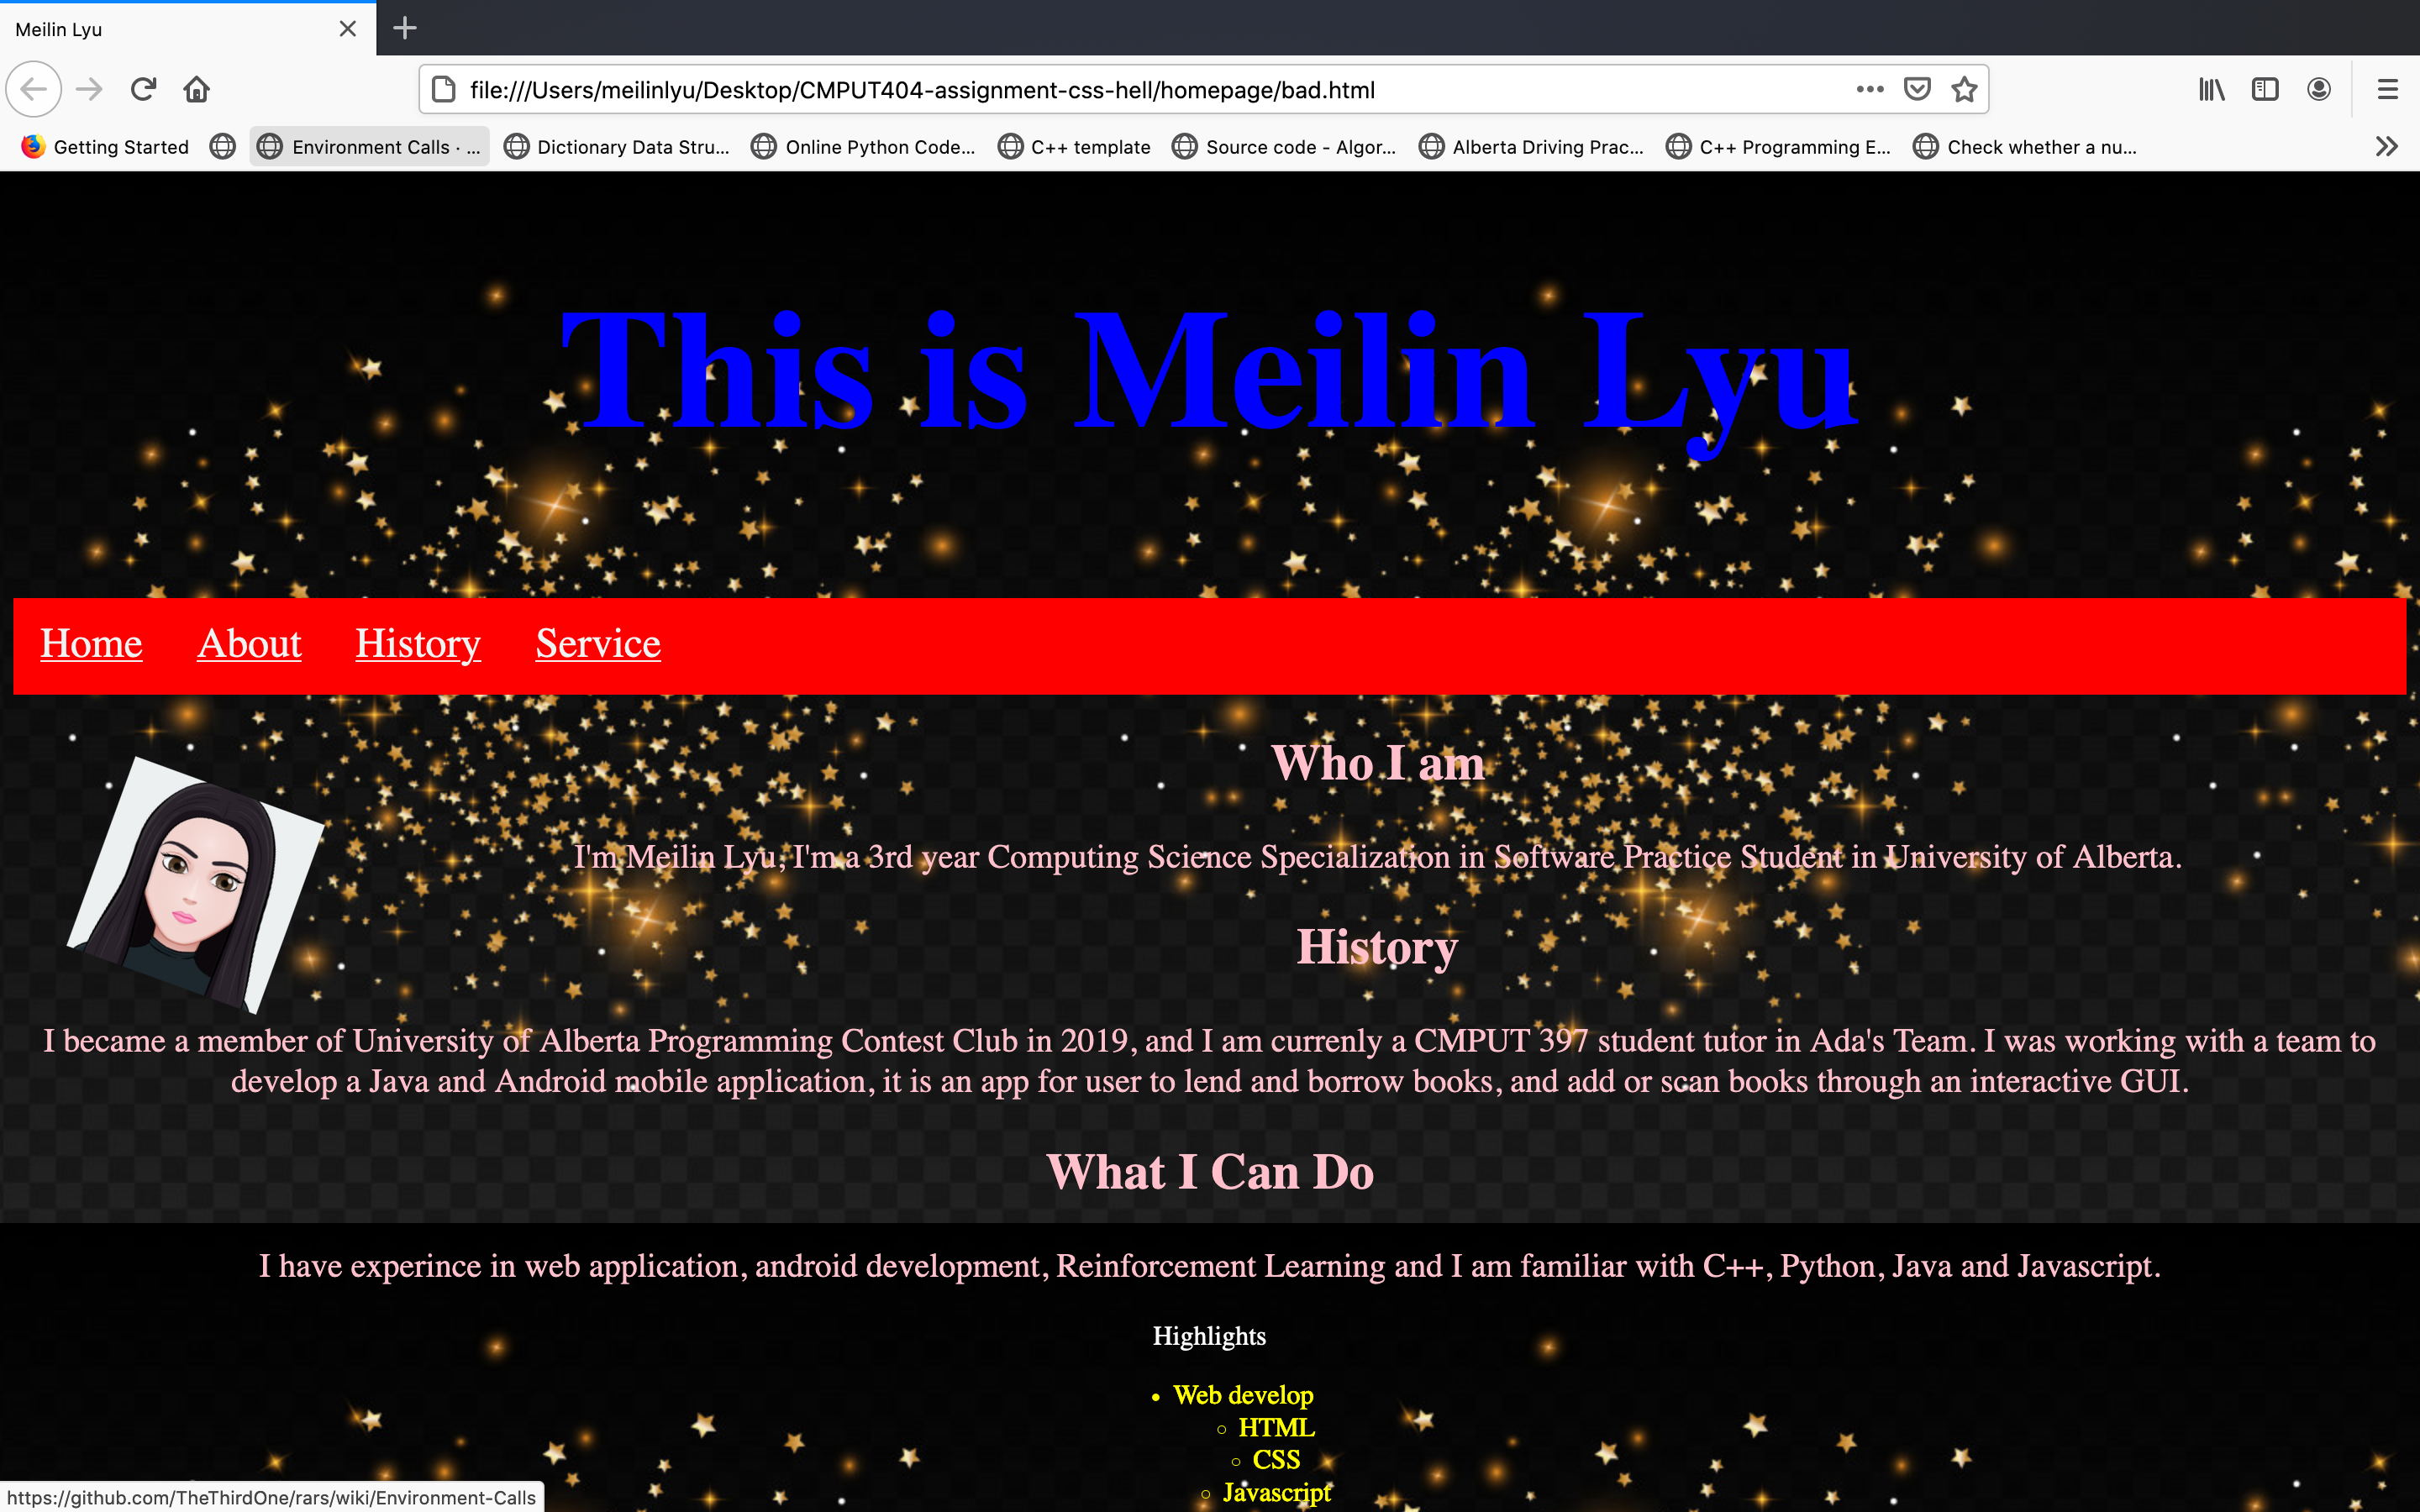 Meilin Lyu
file:///Users/meilinlyu/Desktop/CMPUT404-assignment-css-hell/homepage/bad.html
Getting Started Environment Calls · ... Dictionary Data Stru... Online Python Code... C++ template Source code - Algor... Alberta Driving Prac... C++ Programming E... Check whether a nu...
This is Meilin Lyu
Home About History Service
Who I am
I'm Meilin Lyu, I'm a 3rd year Computing Science Specialization in Software Practice Student in University of Alberta.
History
I became a member of University of Alberta Programming Contest Club in 2019, and I am currenly a CMPUT 397 student tutor in Ada's Team. I was working with a team to
develop a Java and Android mobile application, it is an app for user to lend and borrow books, and add or scan books through an interactive GUI.
What I Can Do
I have experince in web application, android development, Reinforcement Learning and I am familiar with C++, Python, Java and Javascript.
Highlights
• Web develop
◦ HTML
◦ CSS
◦ Javascript
https://github.com/TheThirdOne/rars/wiki/Environment-Calls